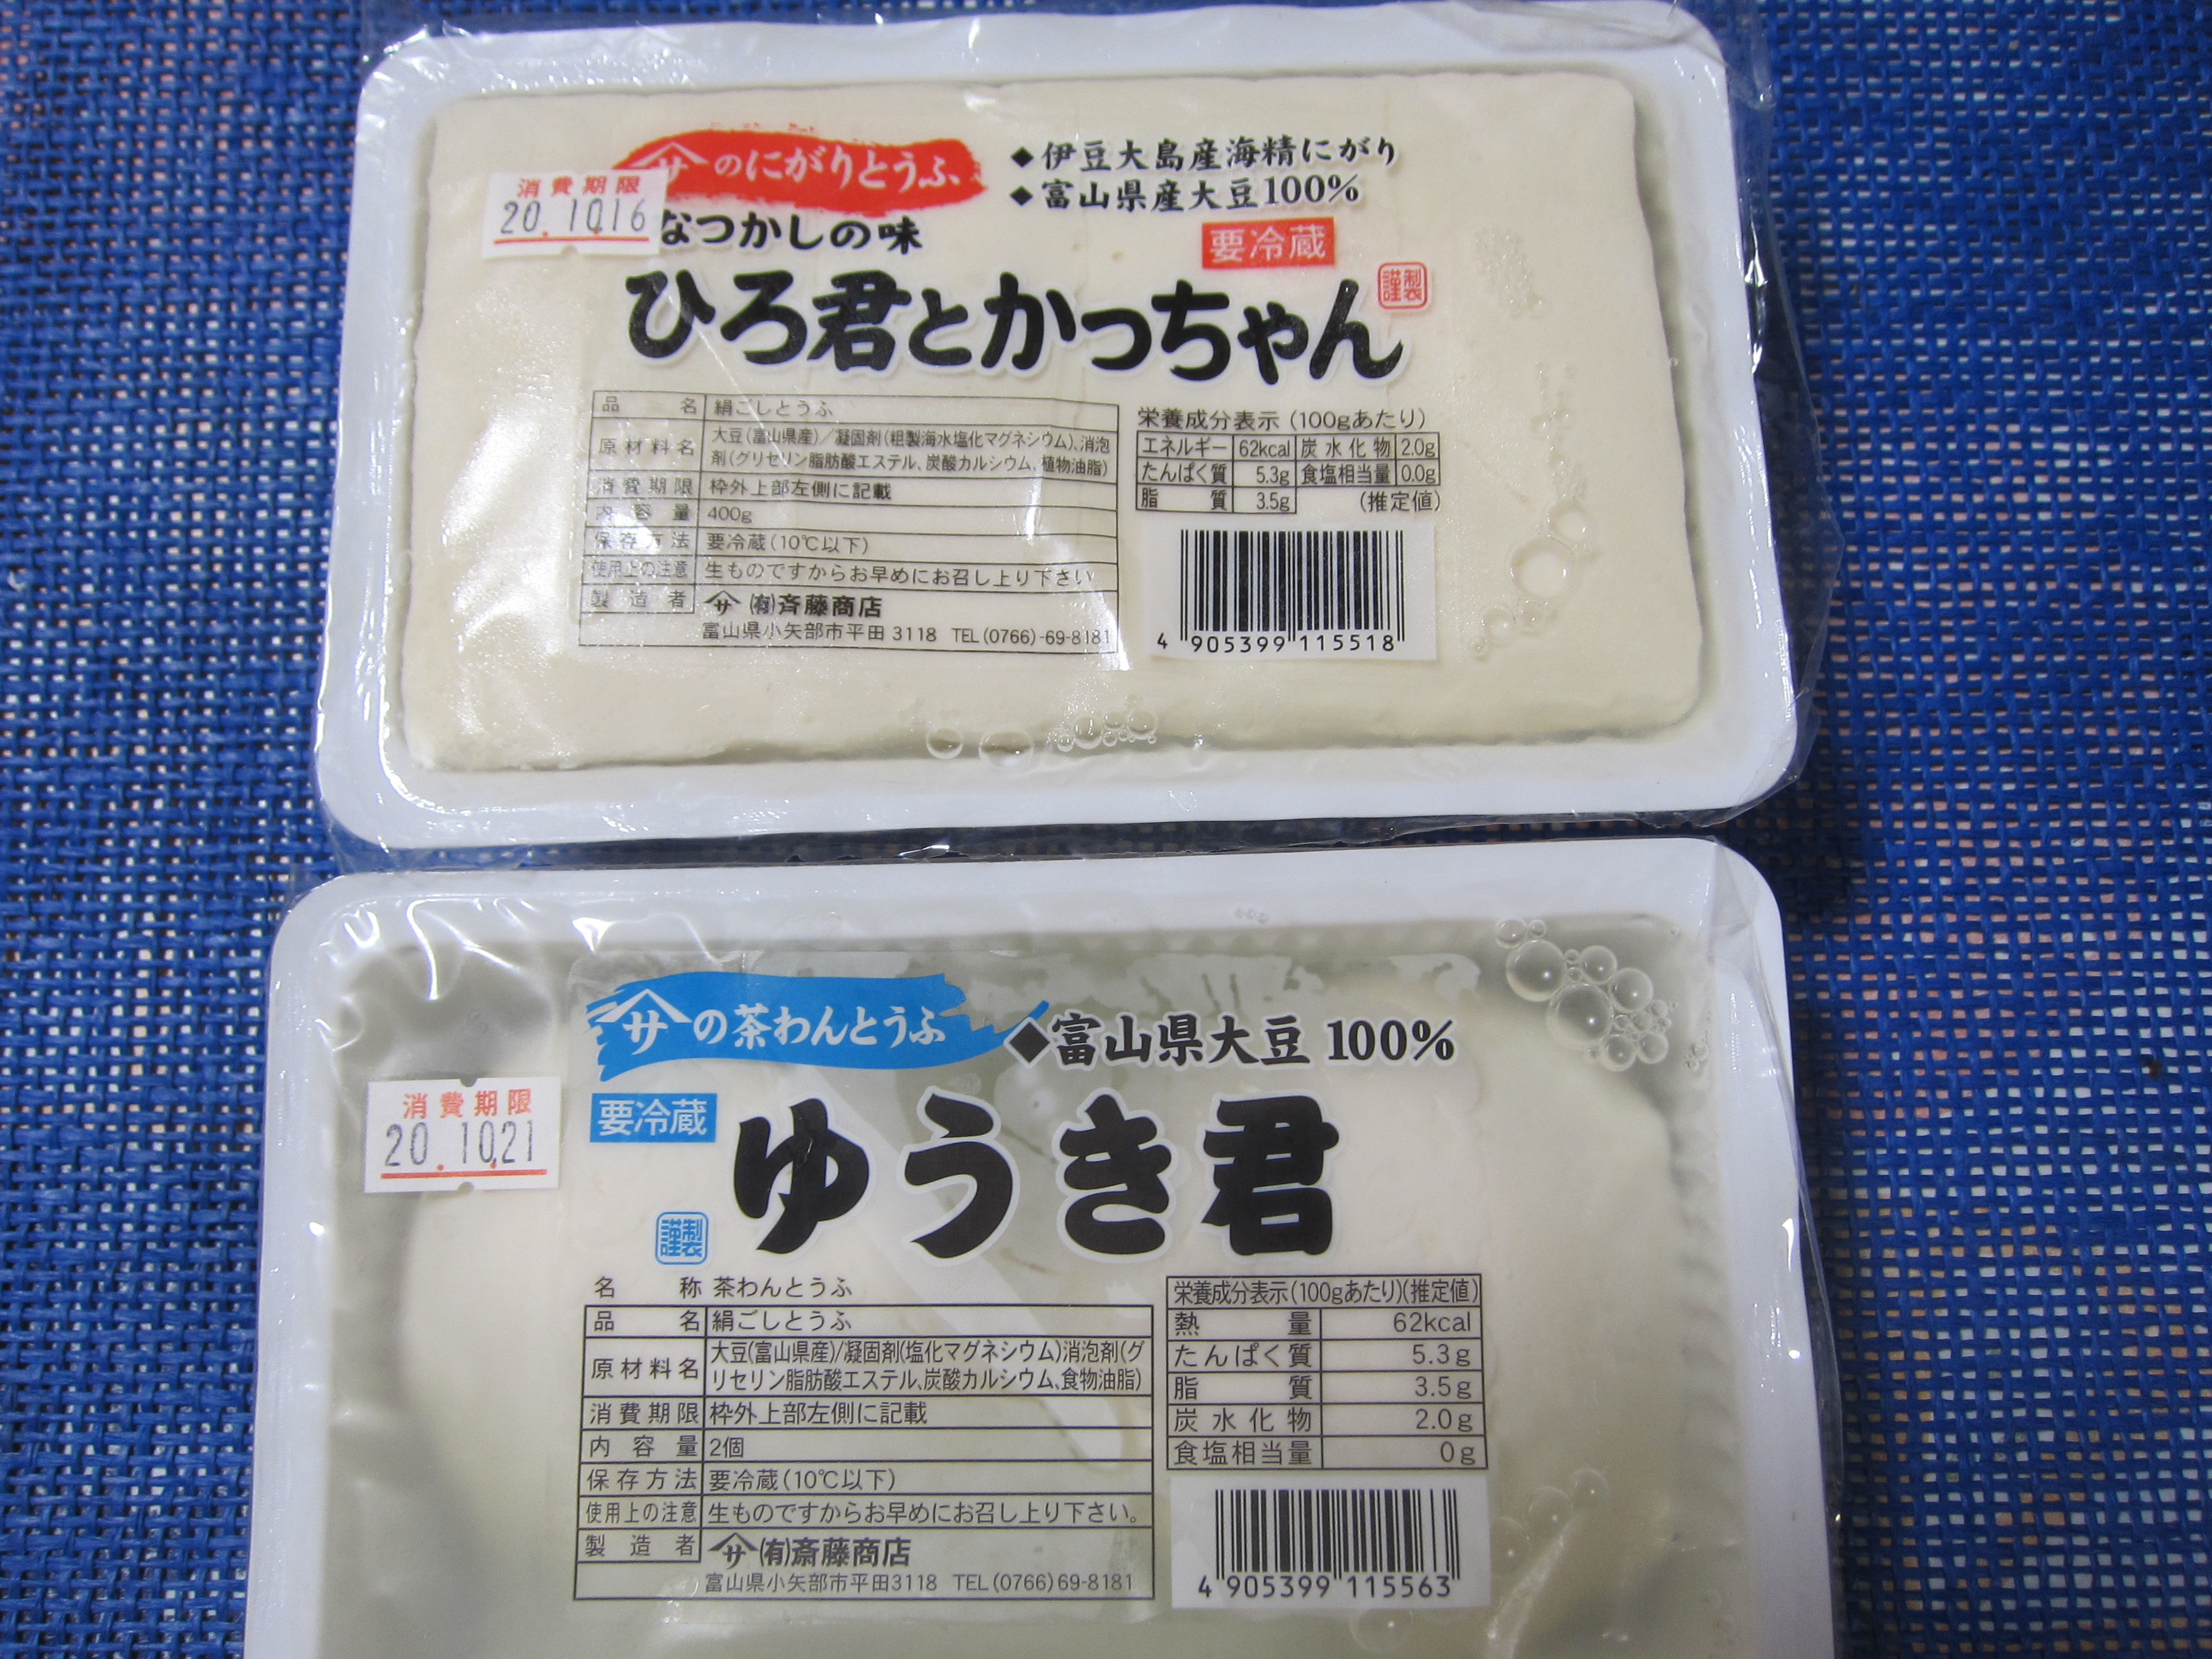 サのにがりとうふ
◆伊豆大島産海精にがり
◆富山県産大豆100%
消費期限
20.10.16
なつかしの味
要冷蔵
ひろ君とかっちゃん
謹製
品名 絹ごしとうふ
原材料名 大豆(富山県産)／凝固剤(粗製海水塩化マグネシウム)、消泡
剤(グリセリン脂肪酸エステル、炭酸カルシウム、植物油脂)
消費期限 枠外上部左側に記載
内容量 400g
保存方法 要冷蔵(10℃以下)
使用上の注意 生ものですからお早めにお召し上り下さい
製造者 サ ㈲斉藤商店
富山県小矢部市平田 3118 TEL(0766)-69-8181
栄養成分表示 (100gあたり)
エネルギー 62kcal 炭水化物 2.0g
たんぱく質 5.3g 食塩相当量 0.0g
脂質 3.5g (推定値)
4 905399 115518
サの茶わんとうふ
◆富山県大豆 100%
消費期限
20.10.21
要冷蔵
ゆうき君
謹製
名称 茶わんとうふ
品名 絹ごしとうふ
原材料名 大豆(富山県産)/凝固剤(塩化マグネシウム)消泡剤(グ
リセリン脂肪酸エステル、炭酸カルシウム、食物油脂)
消費期限 枠外上部左側に記載
内容量 2個
保存方法 要冷蔵(10℃以下)
使用上の注意 生ものですからお早めにお召し上り下さい。
製造者 サ ㈲斎藤商店
富山県小矢部市平田3118 TEL(0766)69-8181
栄養成分表示(100gあたり)(推定値)
熱量 62kcal
たんぱく質 5.3g
脂質 3.5g
炭水化物 2.0g
食塩相当量 0g
4 905399 115563